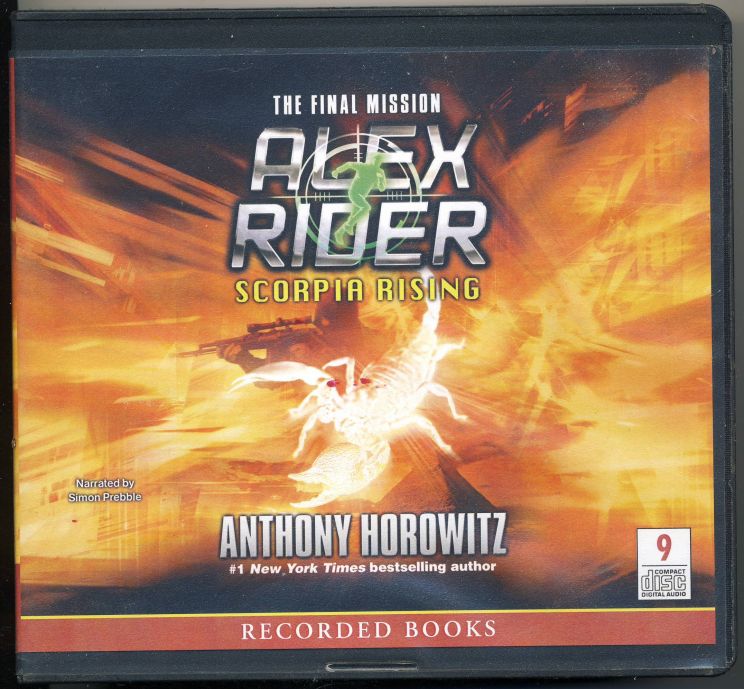 THE FINAL MISSION
ALEX
RIDER
SCORPIA RISING
Narrated by
Simon Prebble
ANTHONY HOROWITZ
#1 New York Times bestselling author
9
COMPACT
disc
DIGITAL AUDIO
RECORDED BOOKS